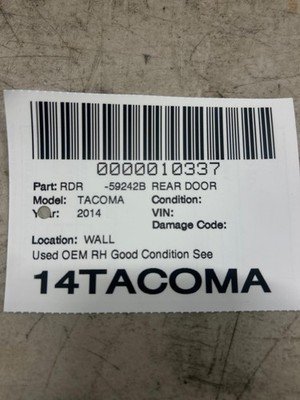 0000010337
Part: RDR -59242B REAR DOOR
Model: TACOMA Condition:
Year: 2014 VIN:
Damage Code:
Location: WALL
Used OEM RH Good Condition See
14TACOMA